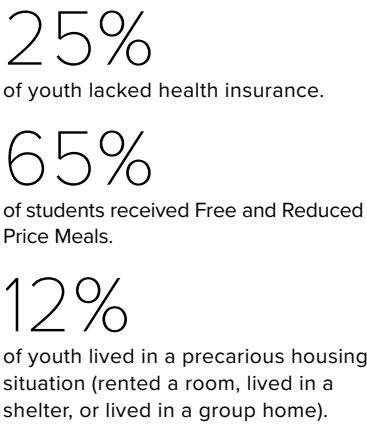 25%
of youth lacked health insurance.
65%
of students received Free and Reduced
Price Meals.
12%
of youth lived in a precarious housing
situation (rented a room, lived in a
shelter, or lived in a group home).